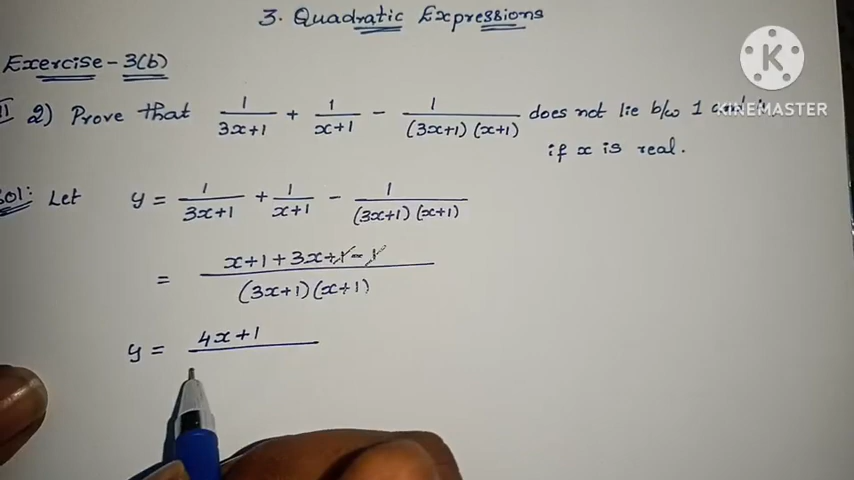 3. Quadratic Expressions
K
KINEMASTER
Exercise - 3(b)
II 2) Prove that 1/(3x+1) + 1/(x+1) - 1/((3x+1)(x+1)) does not lie b/w 1
if x is real.
Sol: Let y = 1/(3x+1) + 1/(x+1) - 1/((3x+1)(x+1))
= (x+1+3x+1-1)/((3x+1)(x+1))
y = 4x+1